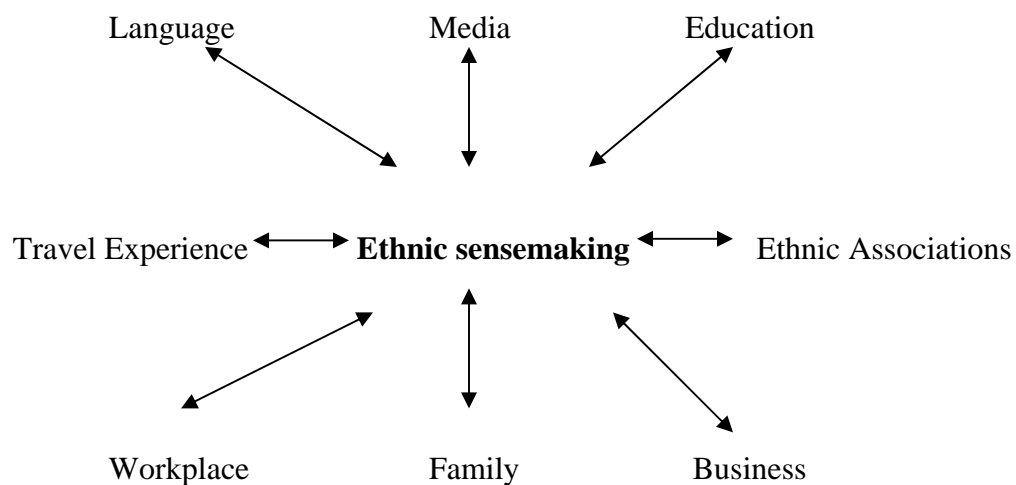 Language Media Education
Travel Experience Ethnic sensemaking Ethnic Associations
Workplace Family Business